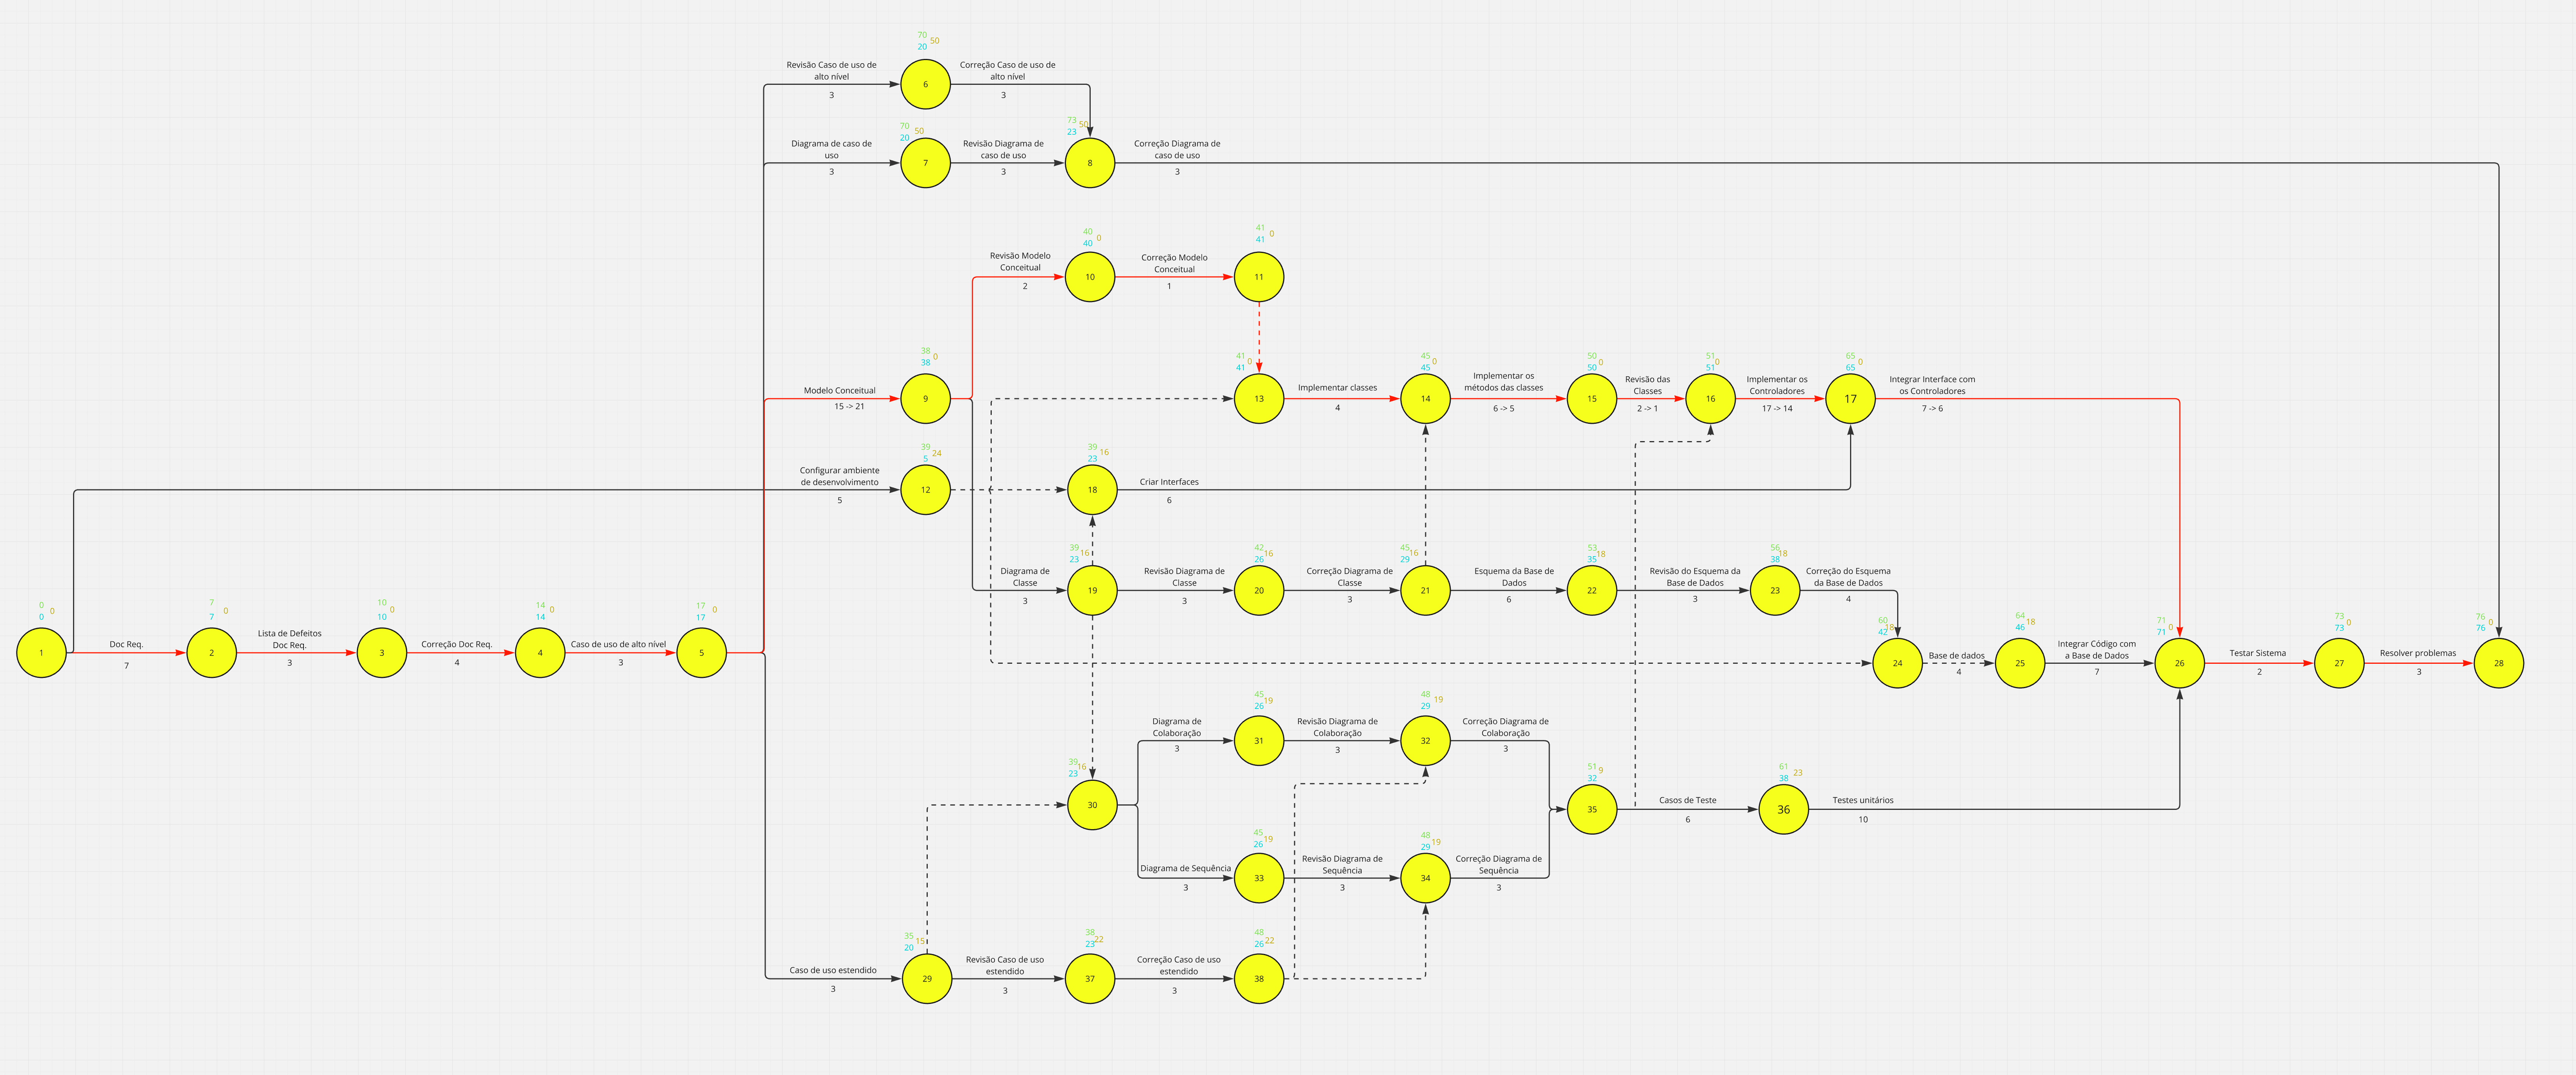 70
50
20
Revisão Caso de uso de
alto nível
3
6
Correção Caso de uso de
alto nível
3
70
50
20
Diagrama de caso de
uso
3
7
Revisão Diagrama de
caso de uso
3
73
50
23
8
Correção Diagrama de
caso de uso
3
40
0
40
Revisão Modelo
Conceitual
2
10
Correção Modelo
Conceitual
1
41
0
41
11
38
0
38
Modelo Conceitual
15 -> 21
9
41
0
41
13
Implementar classes
4
45
0
45
14
Implementar os
métodos das classes
6 -> 5
50
0
50
15
Revisão das
Classes
2 -> 1
51
0
51
16
Implementar os
Controladores
17 -> 14
65
0
65
17
Integrar Interface com
os Controladores
7 -> 6
39
24
5
Configurar ambiente
de desenvolvimento
5
12
39
16
23
18
Criar Interfaces
6
Diagrama de
Classe
3
39
16
23
19
Revisão Diagrama de
Classe
3
42
16
26
20
Correção Diagrama de
Classe
3
45
16
29
21
Esquema da Base de
Dados
6
53
18
35
22
Revisão do Esquema da
Base de Dados
3
56
18
38
23
Correção do Esquema
da Base de Dados
4
0
0
0
1
Doc Req.
7
7
0
7
2
Lista de Defeitos
Doc Req.
3
10
0
10
3
Correção Doc Req.
4
14
0
14
4
Caso de uso de alto nível
3
17
0
17
5
60
18
42
24
Base de dados
4
64
18
46
25
Integrar Código com
a Base de Dados
7
71
0
71
26
Testar Sistema
2
73
0
73
27
Resolver problemas
3
76
0
76
28
Diagrama de
Colaboração
3
45
19
26
31
Revisão Diagrama de
Colaboração
3
48
19
29
32
Correção Diagrama de
Colaboração
3
39
16
23
30
51
9
32
35
Casos de Teste
6
61
23
38
36
Testes unitários
10
Diagrama de Sequência
3
45
19
26
33
Revisão Diagrama de
Sequência
3
48
19
29
34
Correção Diagrama de
Sequência
3
Caso de uso estendido
3
35
15
20
29
Revisão Caso de uso
estendido
3
38
22
23
37
Correção Caso de uso
estendido
3
48
22
26
38